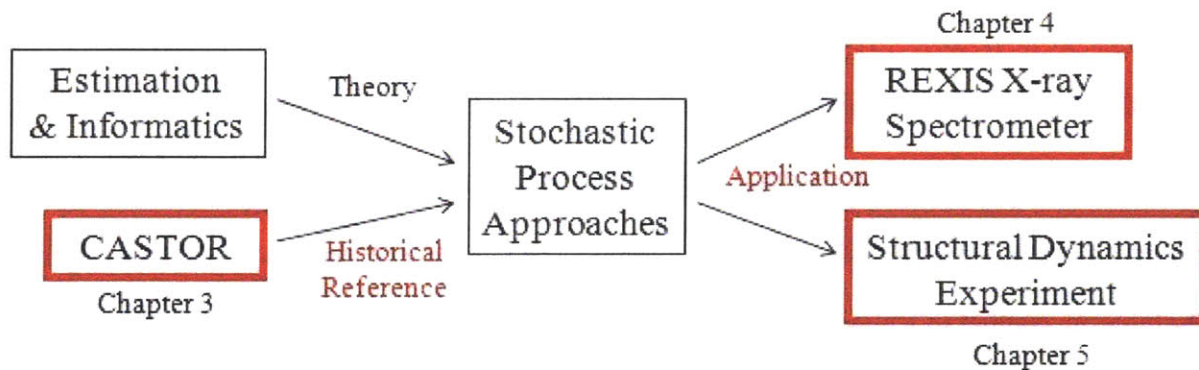 Estimation
& Informatics
Theory
CASTOR
Chapter 3
Historical
Reference
Stochastic
Process
Approaches
Application
Chapter 4
REXIS X-ray
Spectrometer
Structural Dynamics
Experiment
Chapter 5